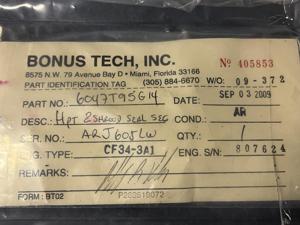 BONUS TECH, INC.
Nº 405853
8575 N.W. 79 Avenue Bay D • Miami, Florida 33166
PART IDENTIFICATION TAG (305) 884-6670 W/O 09-372
PART NO.: 6047T95G14 DATE: SEP 03 2009
DESC.: HPT 2 SHROUD SEAL SEG COND.: AR
SER. NO.: ARJ605LW QTY.: 1
G. TYPE: CF34-3A1 ENG. S/N: 807624
REMARKS:
FORM: BT02